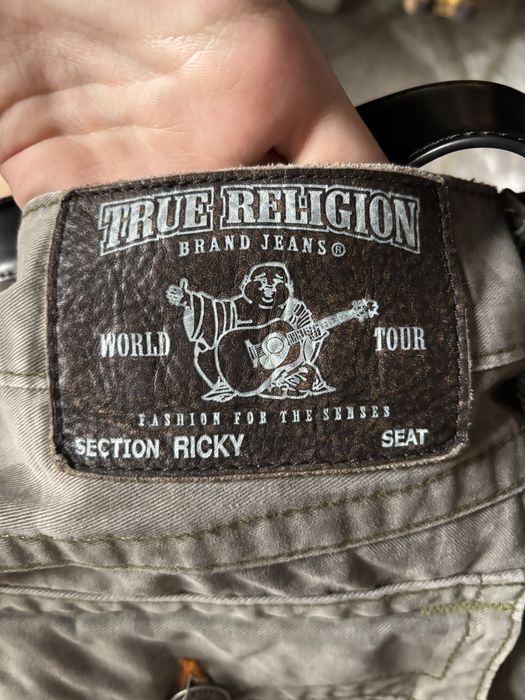 TRUE RELIGION
BRAND JEANS®
WORLD TOUR
FASHION FOR THE SENSES
SECTION RICKY SEAT